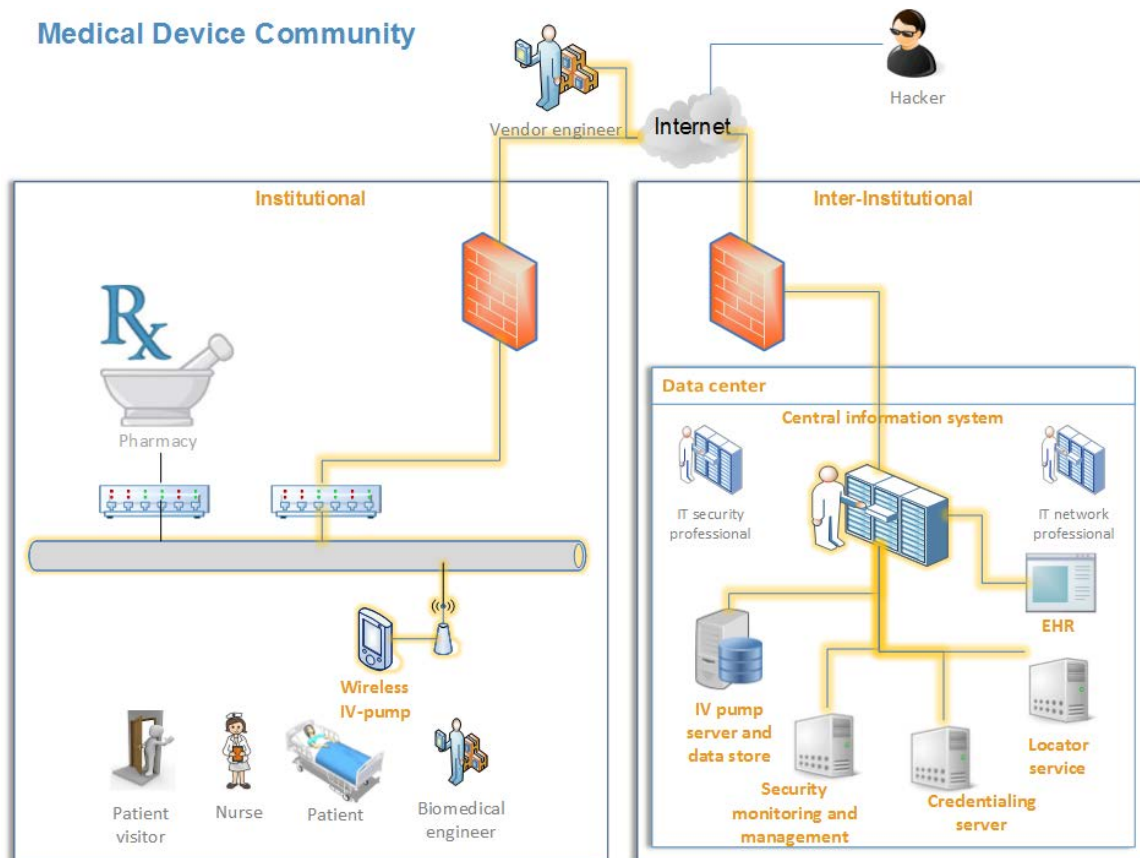 Medical Device Community
Vendor engineer
Internet
Hacker
Institutional
Rx
Pharmacy
Wireless
IV-pump
Patient
visitor
Nurse
Patient
Biomedical
engineer
Inter-Institutional
Data center
Central information system
IT security
professional
IT network
professional
EHR
IV pump
server and
data store
Security
monitoring and
management
Credentialing
server
Locator
service